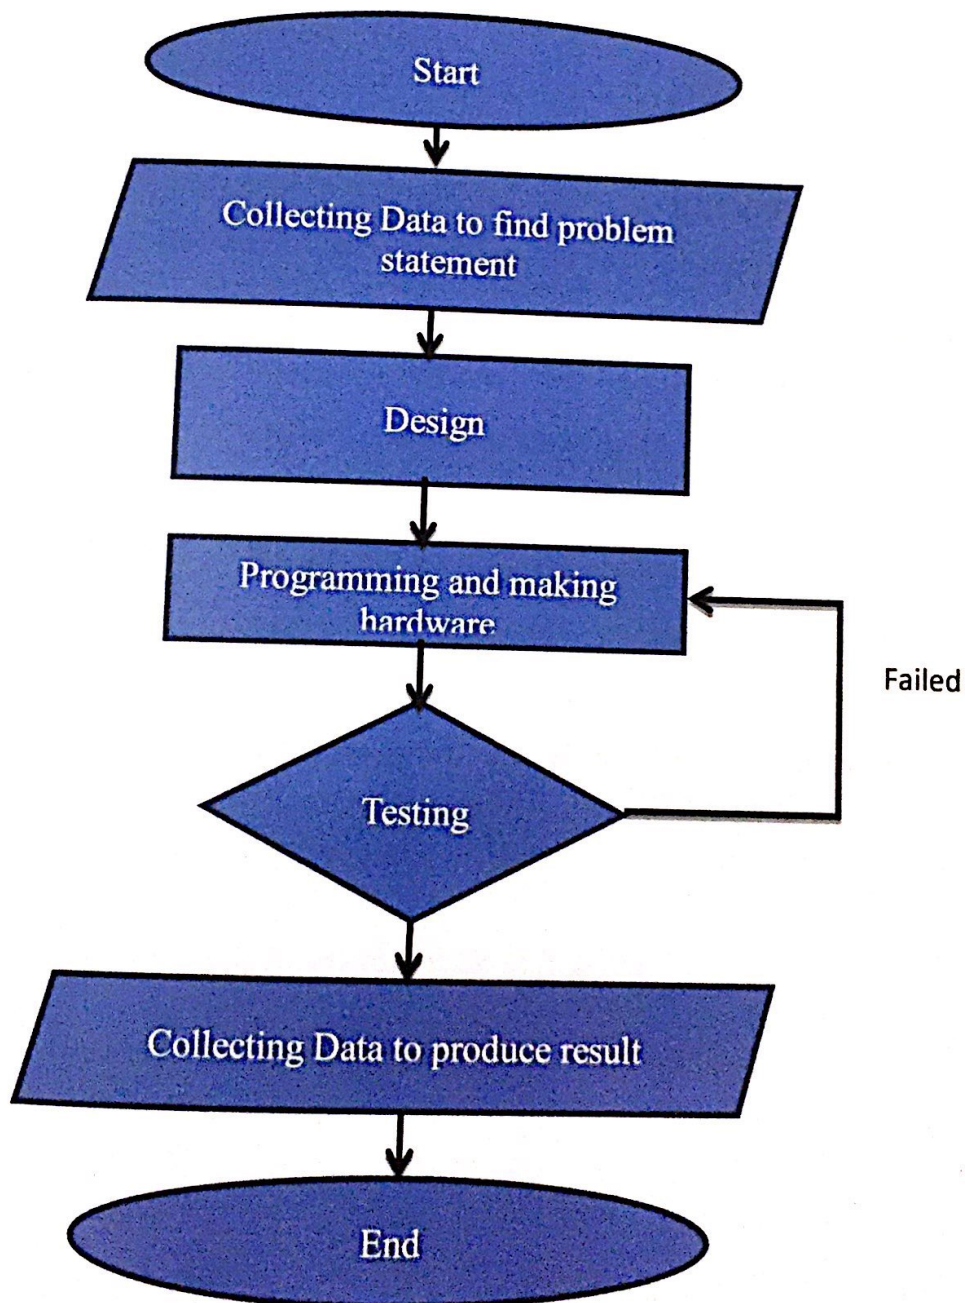 Start
Collecting Data to find problem
statement
Design
Programming and making
hardware
Failed
Testing
Collecting Data to produce result
End